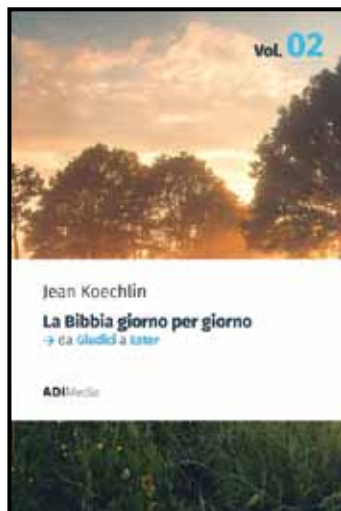 Vol. 02
Jean Koechlin
La Bibbia giorno per giorno
→ da Giudici a Ester
ADIMedia